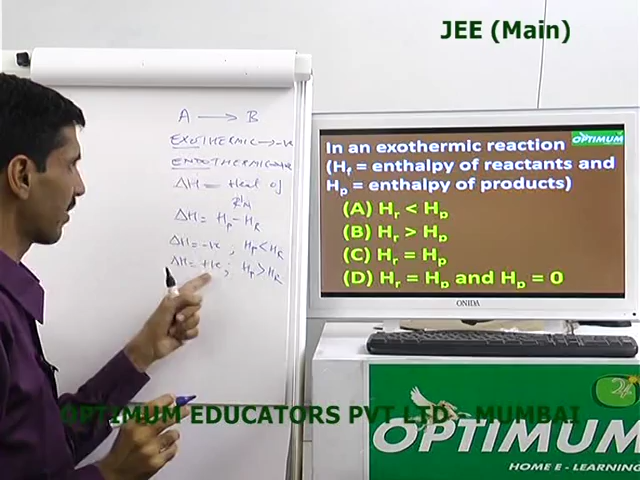 JEE (Main)
A → B
EXOTHERMIC → -ve
ENDOTHERMIC → +ve
ΔH = Heat of
rxn
ΔH = Hp - HR
ΔH = -ve ; Hp < HR
ΔH = +ve ; Hp > HR
OPTIMUM
In an exothermic reaction
(Hr = enthalpy of reactants and
Hp = enthalpy of products)
(A) Hr < Hp
(B) Hr > Hp
(C) Hr = Hp
(D) Hr = Hp and Hp = 0
ONIDA
OPTIMUM EDUCATORS PVT LTD - MUMBAI
OPTIMUM
HOME E - LEARNING